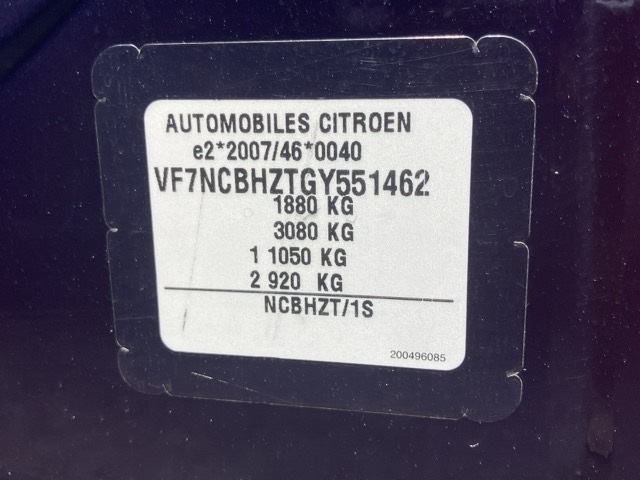 AUTOMOBILES CITROEN
e2*2007/46*0040
VF7NCBHZTGY551462
1880 KG
3080 KG
1 1050 KG
2 920 KG
NCBHZT/1S
200496085